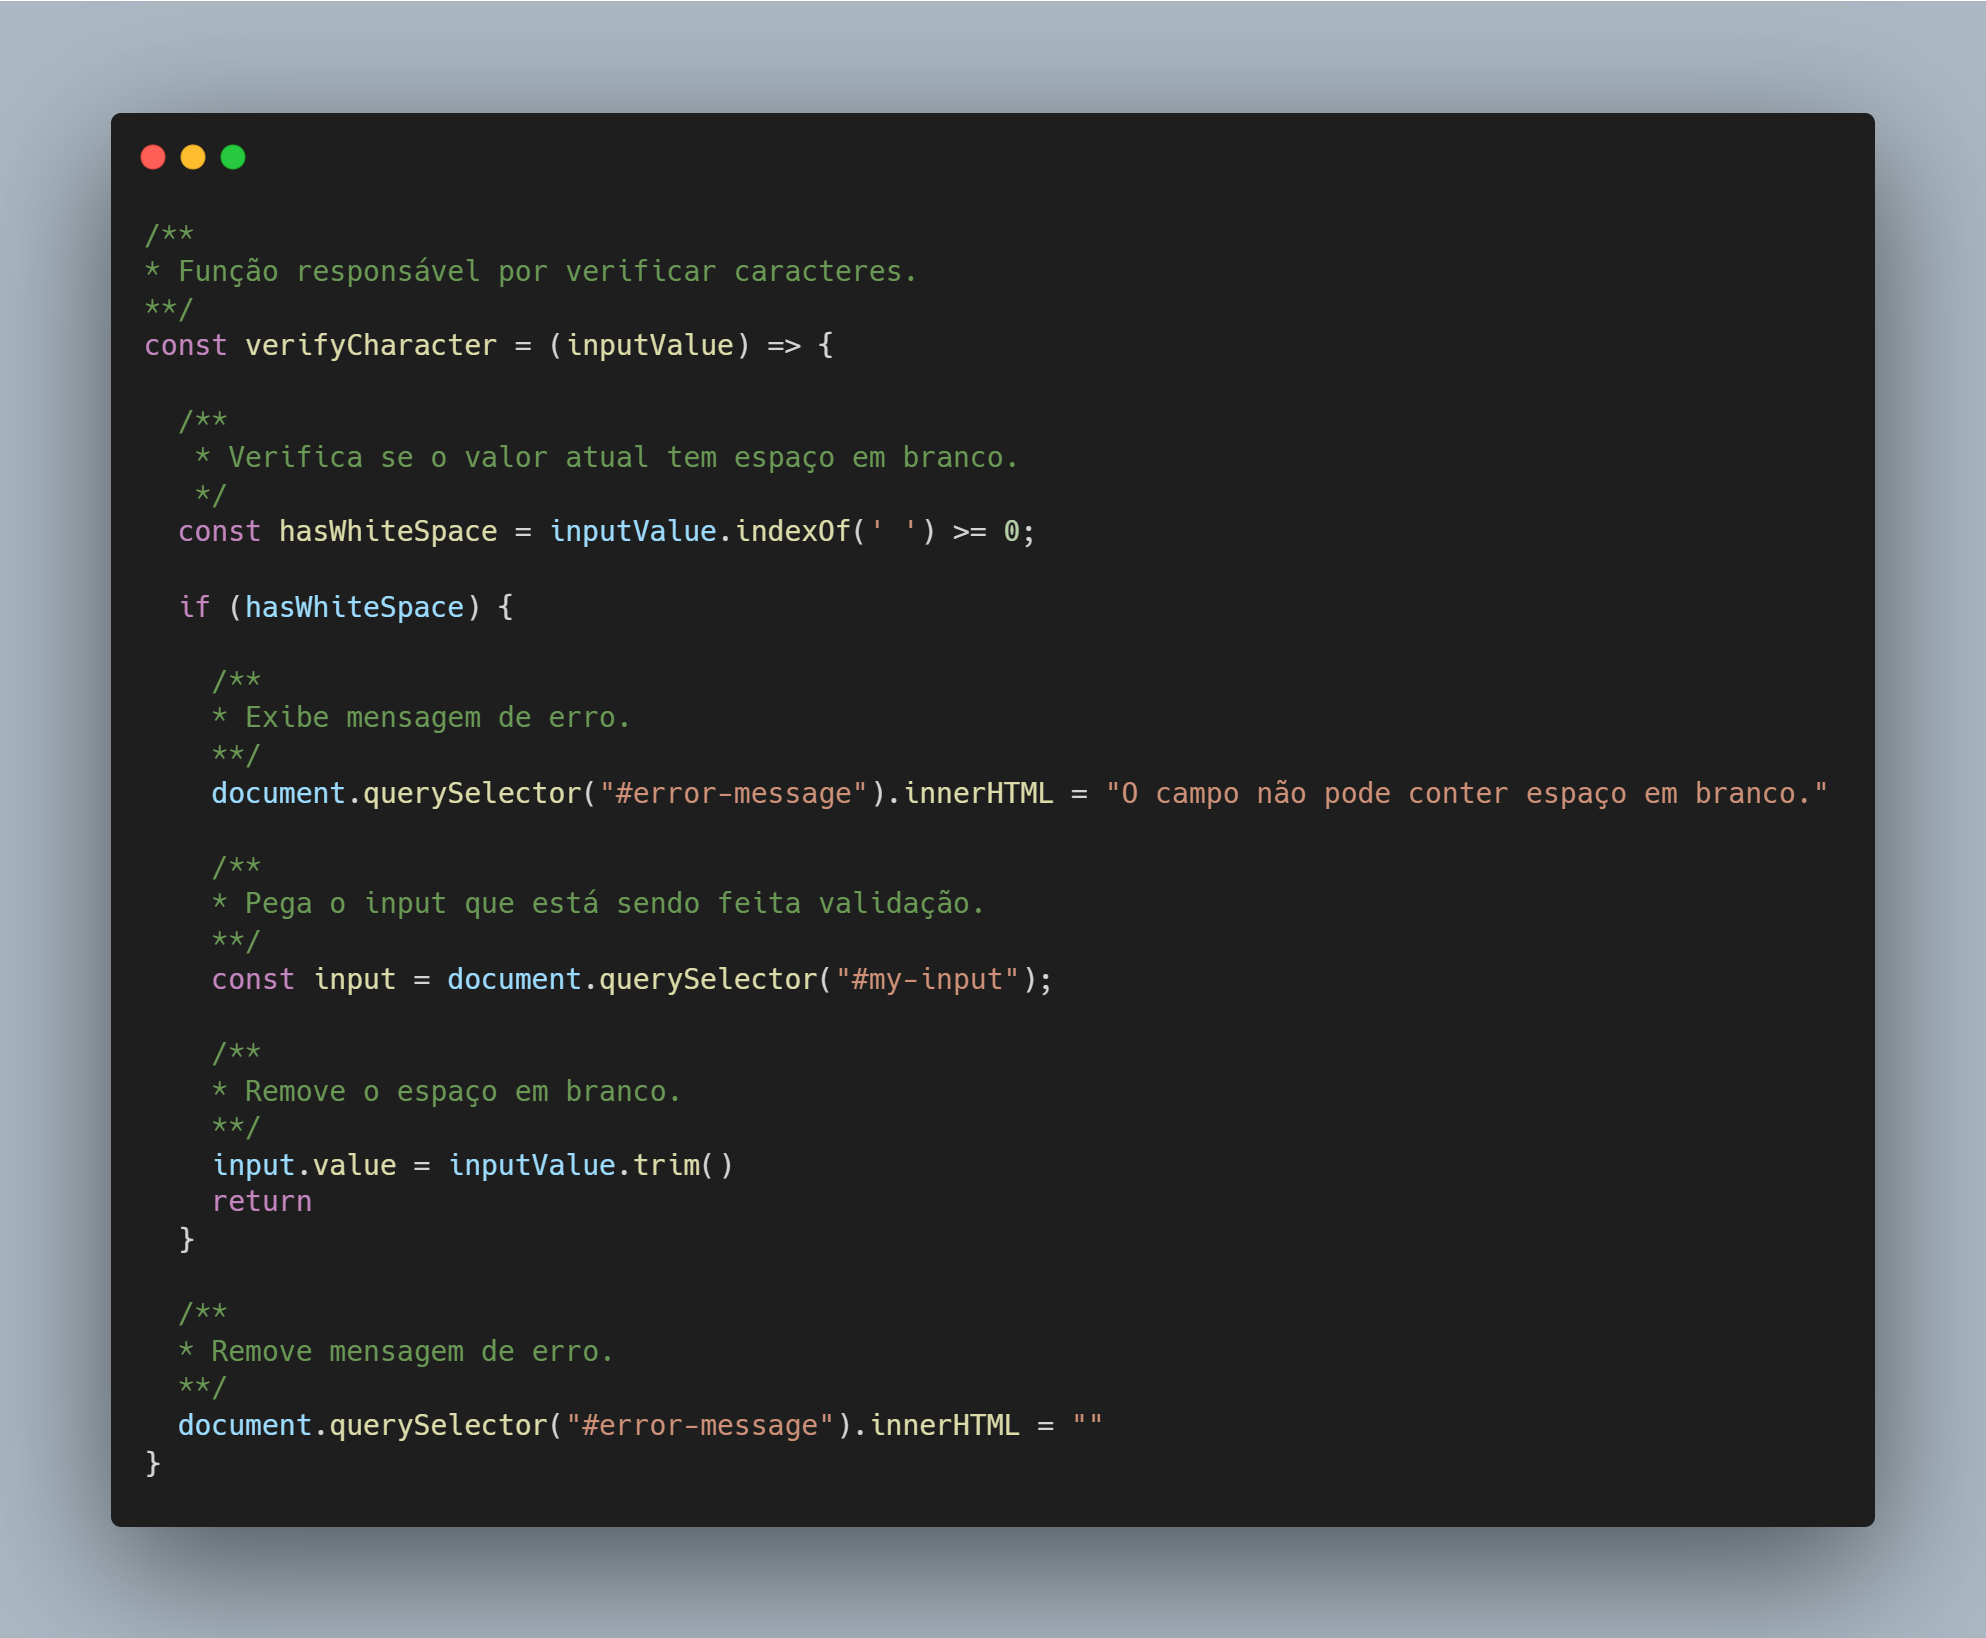 /**
* Função responsável por verificar caracteres.
**/
const verifyCharacter = (inputValue) => {
  /**
   * Verifica se o valor atual tem espaço em branco.
   */
  const hasWhiteSpace = inputValue.indexOf(' ') >= 0;
  if (hasWhiteSpace) {
    /**
    * Exibe mensagem de erro.
    **/
    document.querySelector("#error-message").innerHTML = "O campo não pode conter espaço em branco."
    /**
    * Pega o input que está sendo feita validação.
    **/
    const input = document.querySelector("#my-input");
    /**
    * Remove o espaço em branco.
    **/
    input.value = inputValue.trim()
    return
  }
  /**
  * Remove mensagem de erro.
  **/
  document.querySelector("#error-message").innerHTML = ""
}